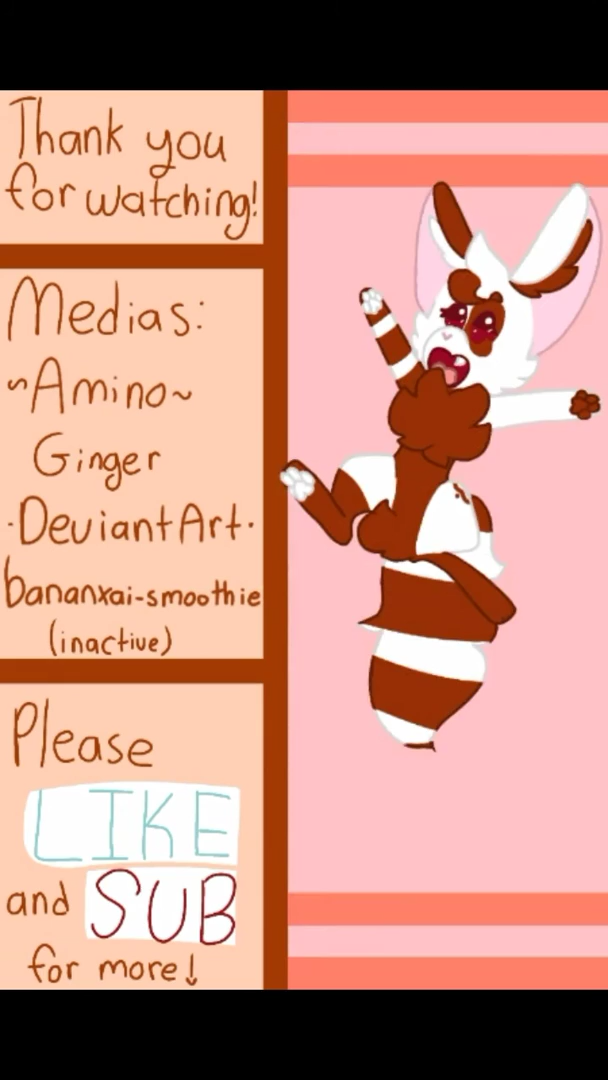 Thank you
for watching!
Medias:
~Amino~
Ginger
·DeviantArt·
bananxai-smoothie
(inactive)
Please
LIKE
and SUB
for more!